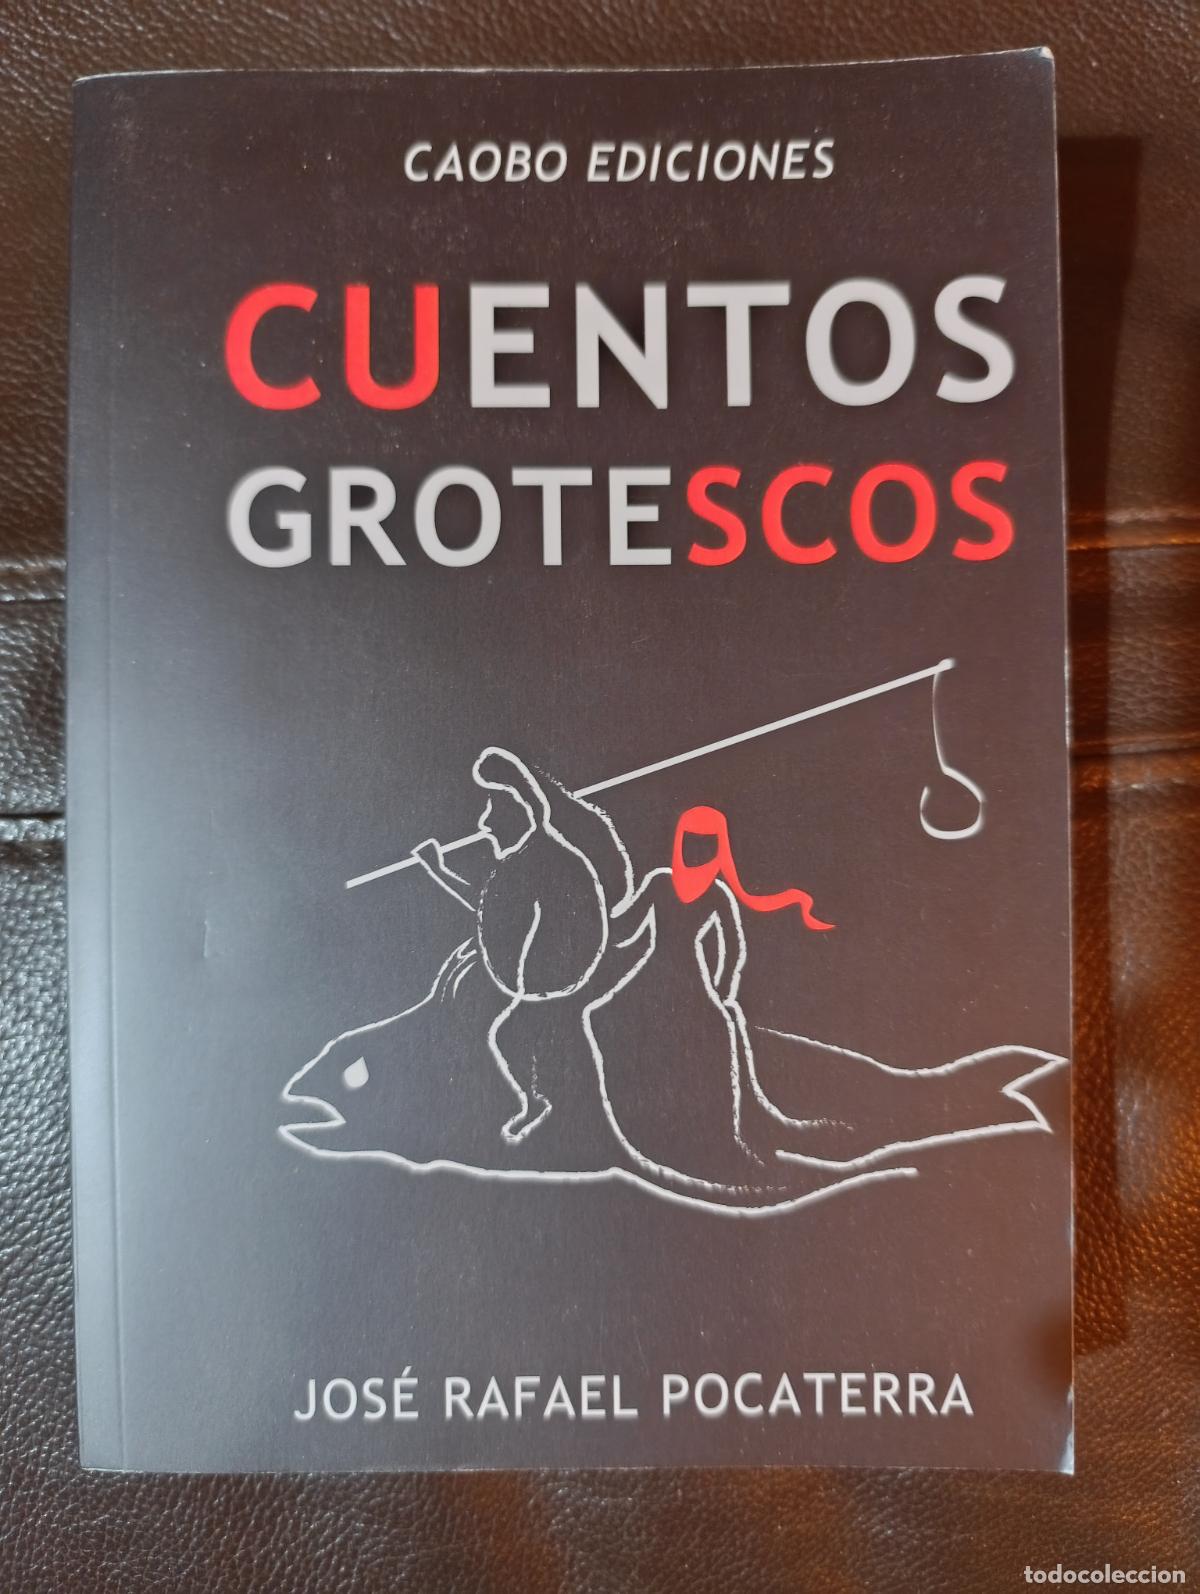 CAOBO EDICIONES
CUENTOS
GROTESCOS
JOSÉ RAFAEL POCATERRA
todocoleccion